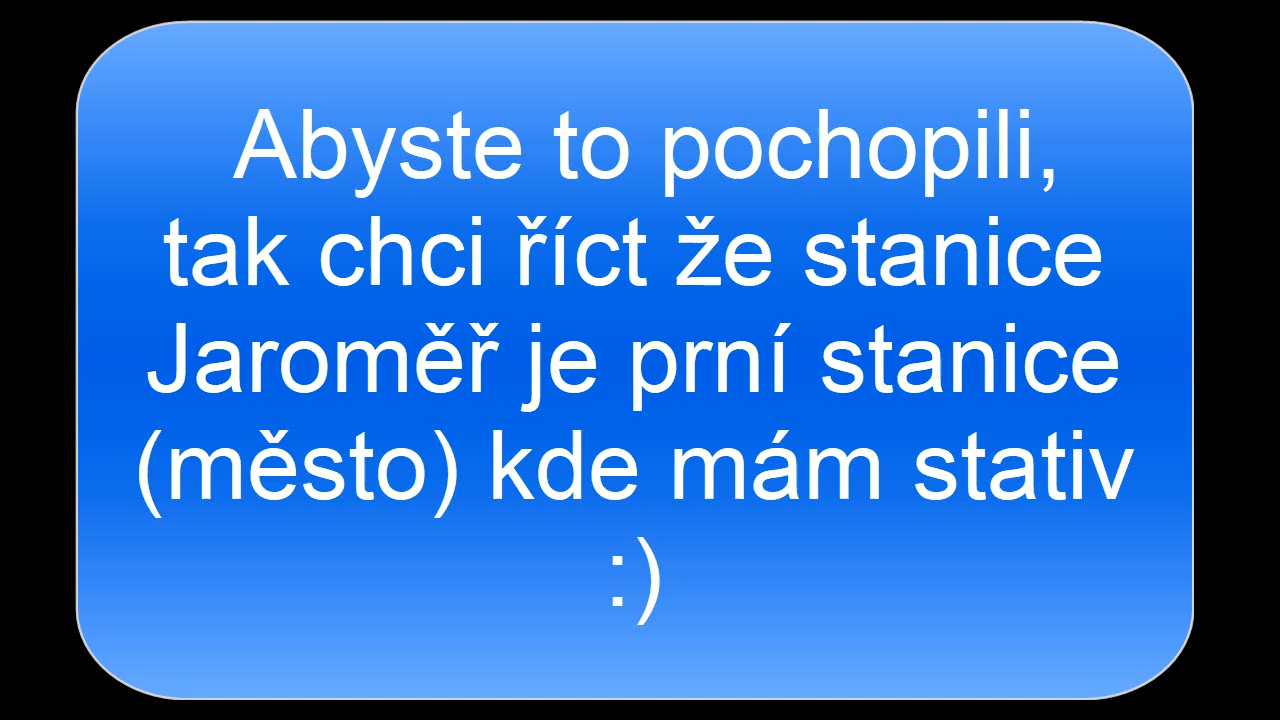 Abyste to pochopili,
tak chci říct že stanice
Jaroměř je prní stanice
(město) kde mám stativ
:)